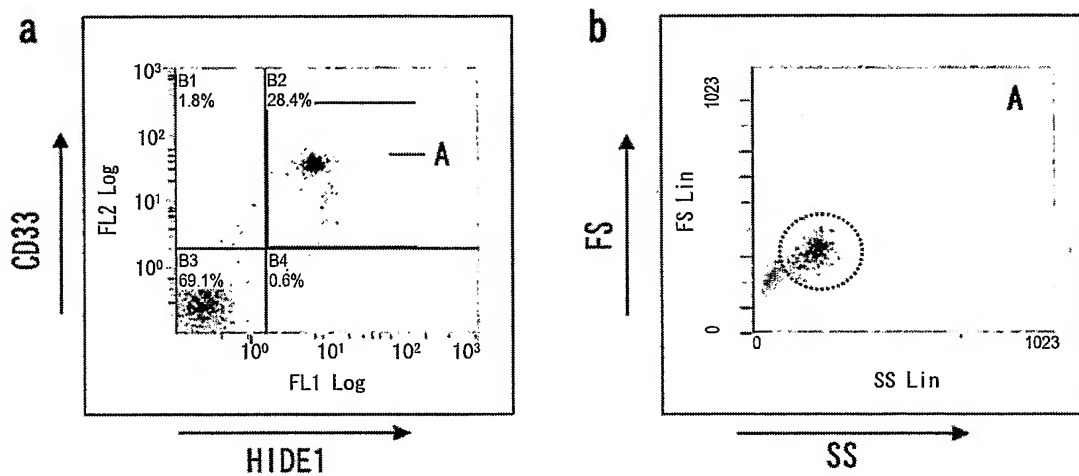 a
CD33
FL2 Log
10³
10²
10¹
10⁰
B1
1.8%
B2
28.4%
A
B3
69.1%
B4
0.6%
10⁰ 10¹ 10² 10³
FL1 Log
HIDE1
b
FS
FS Lin
1023
0
A
0 1023
SS Lin
SS